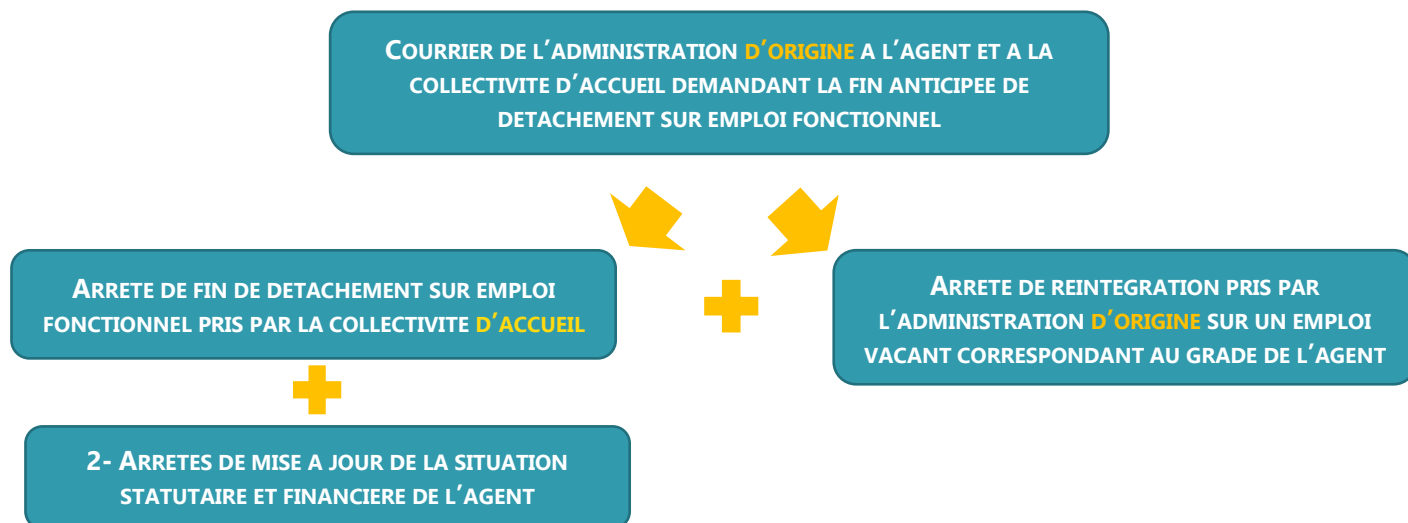 COURRIER DE L’ADMINISTRATION D’ORIGINE A L’AGENT ET A LA
COLLECTIVITE D’ACCUEIL DEMANDANT LA FIN ANTICIPEE DE
DETACHEMENT SUR EMPLOI FONCTIONNEL
ARRETE DE FIN DE DETACHEMENT SUR EMPLOI
FONCTIONNEL PRIS PAR LA COLLECTIVITE D’ACCUEIL
ARRETE DE REINTEGRATION PRIS PAR
L’ADMINISTRATION D’ORIGINE SUR UN EMPLOI
VACANT CORRESPONDANT AU GRADE DE L’AGENT
2- ARRETES DE MISE A JOUR DE LA SITUATION
STATUTAIRE ET FINANCIERE DE L’AGENT